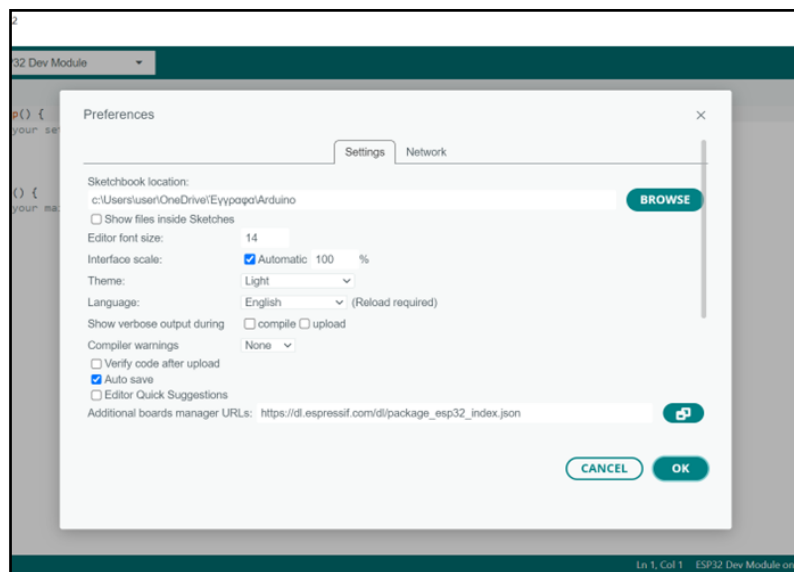 2
32 Dev Module
p() {
your se
() {
your ma
Preferences
Settings Network
Sketchbook location:
c:\Users\user\OneDrive\Έγγραφα\Arduino
BROWSE
Show files inside Sketches
Editor font size: 14
Interface scale: Automatic 100 %
Theme: Light
Language: English (Reload required)
Show verbose output during compile upload
Compiler warnings None
Verify code after upload
Auto save
Editor Quick Suggestions
Additional boards manager URLs: https://dl.espressif.com/dl/package_esp32_index.json
CANCEL OK
Ln 1, Col 1 ESP32 Dev Module on